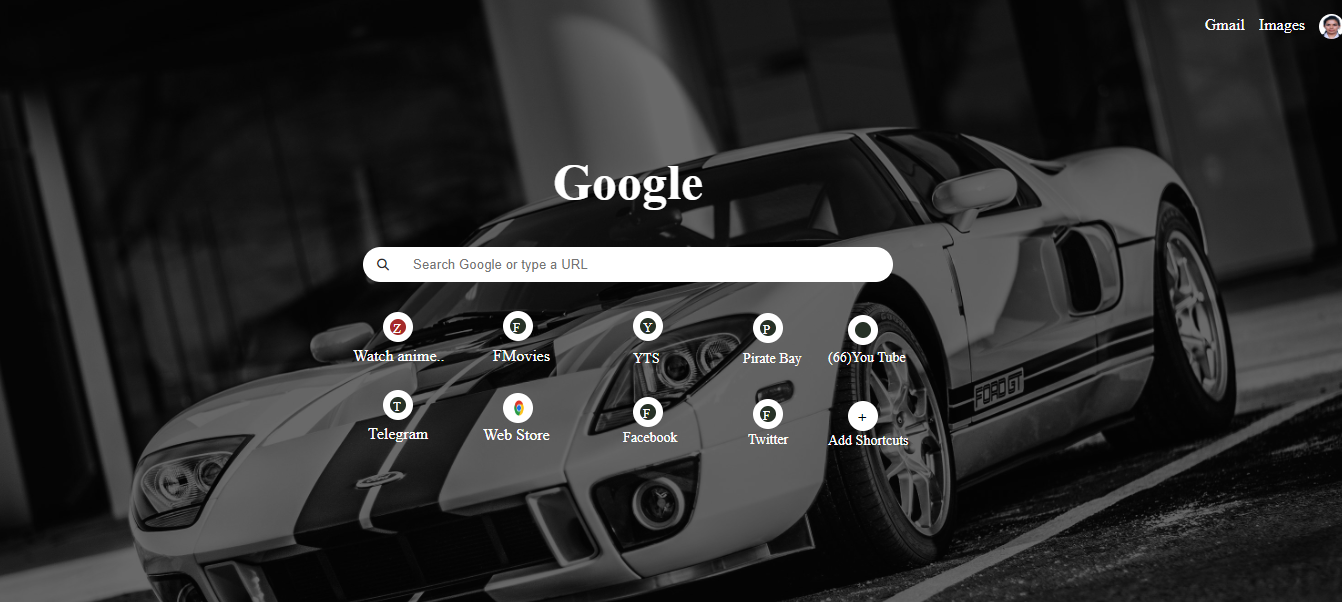 Gmail Images
Google
Search Google or type a URL
Z F Y P
Watch anime.. FMovies YTS Pirate Bay (66)You Tube
T F F +
Telegram Web Store Facebook Twitter Add Shortcuts
FORD GT